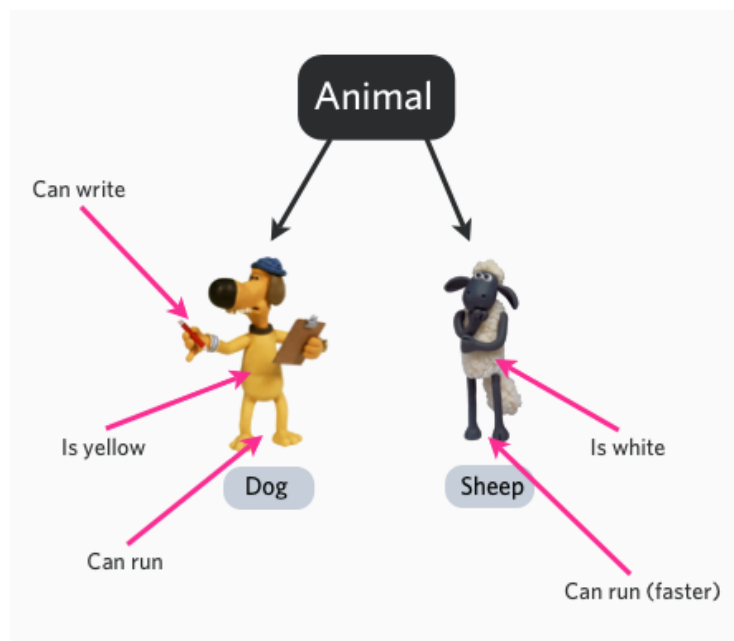 Animal
Can write
Is yellow
Is white
Dog
Sheep
Can run
Can run (faster)